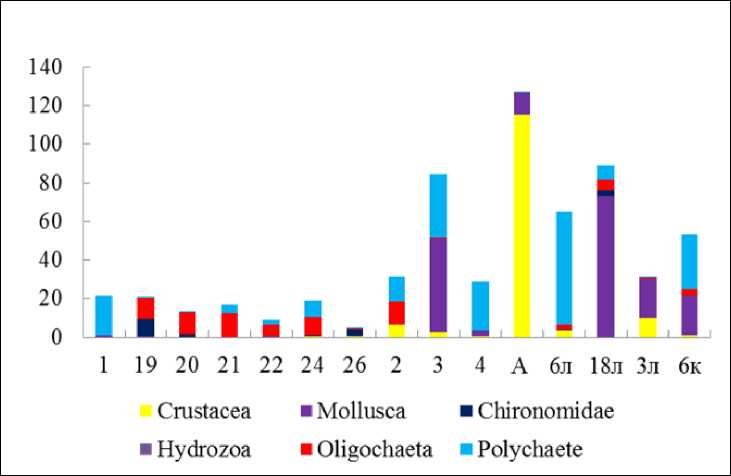 140
120
100
80
60
40
20
0
1 19 20 21 22 24 26 2 3 4 А 6л 18л 3л 6к
Crustacea Mollusca Chironomidae
Hydrozoa Oligochaeta Polychaete